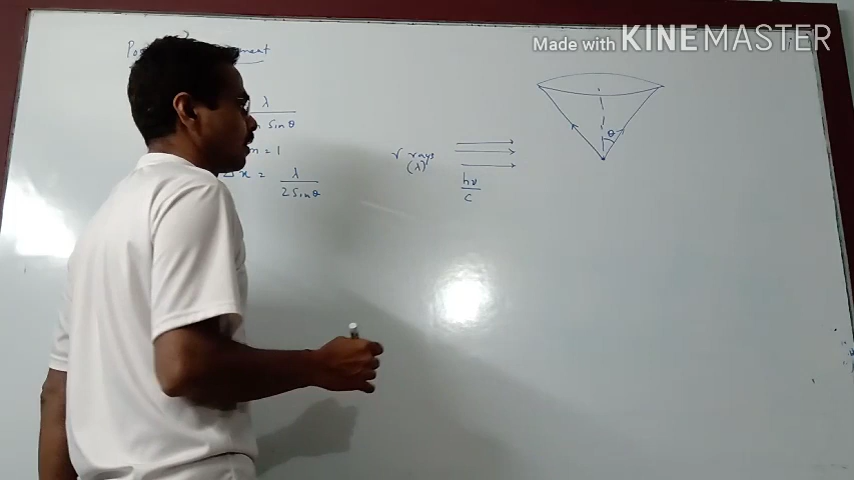 Made with KINEMASTER
λ
Sinθ
= 1
x = λ
2 Sinθ
γ rays
(λ)
hν
c
θ